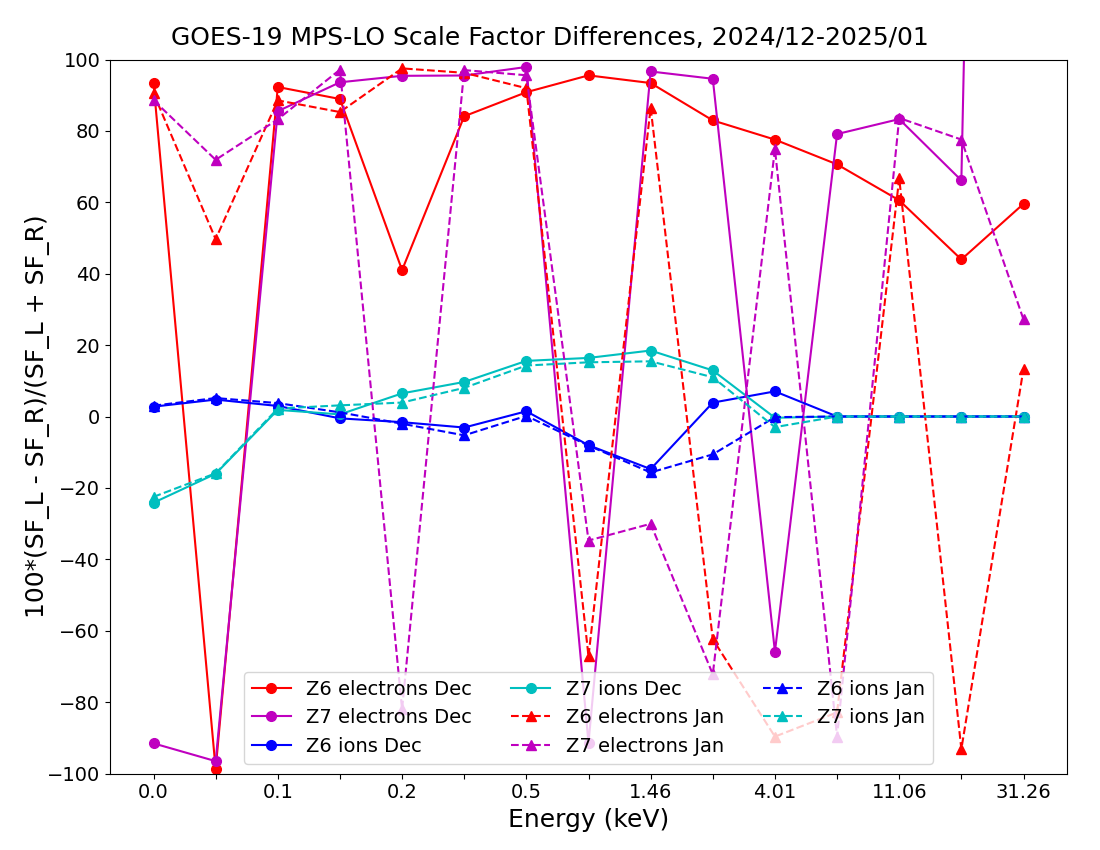 GOES-19 MPS-LO Scale Factor Differences, 2024/12-2025/01
100*(SF_L - SF_R)/(SF_L + SF_R)
100
80
60
40
20
0
−20
−40
−60
−80
−100
Z6 electrons Dec
Z7 electrons Dec
Z6 ions Dec
Z7 ions Dec
Z6 electrons Jan
Z7 electrons Jan
Z6 ions Jan
Z7 ions Jan
0.0 0.1 0.2 0.5 1.46 4.01 11.06 31.26
Energy (keV)